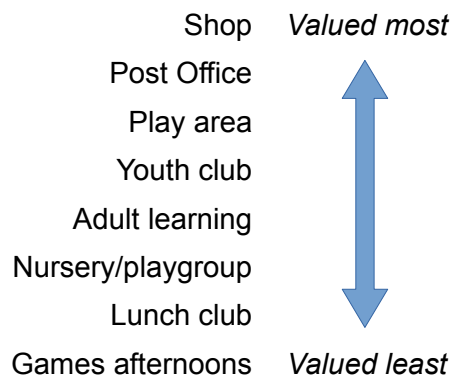 Shop Valued most
Post Office
Play area
Youth club
Adult learning
Nursery/playgroup
Lunch club
Games afternoons Valued least